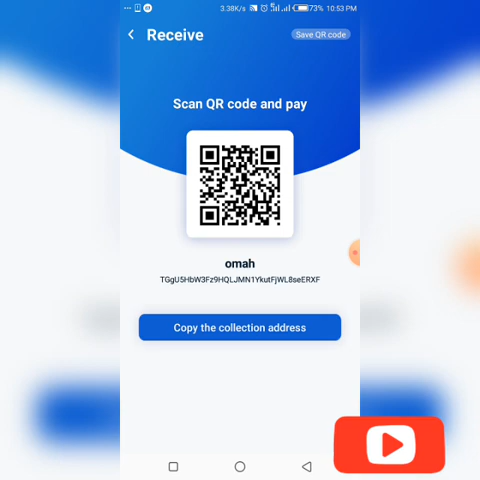 3.38K/s 73% 10:53 PM
Receive
Save QR code
Scan QR code and pay
omah
TGgU5HbW3Fz9HQLJMN1YkutFjWL8seERXF
Copy the collection address